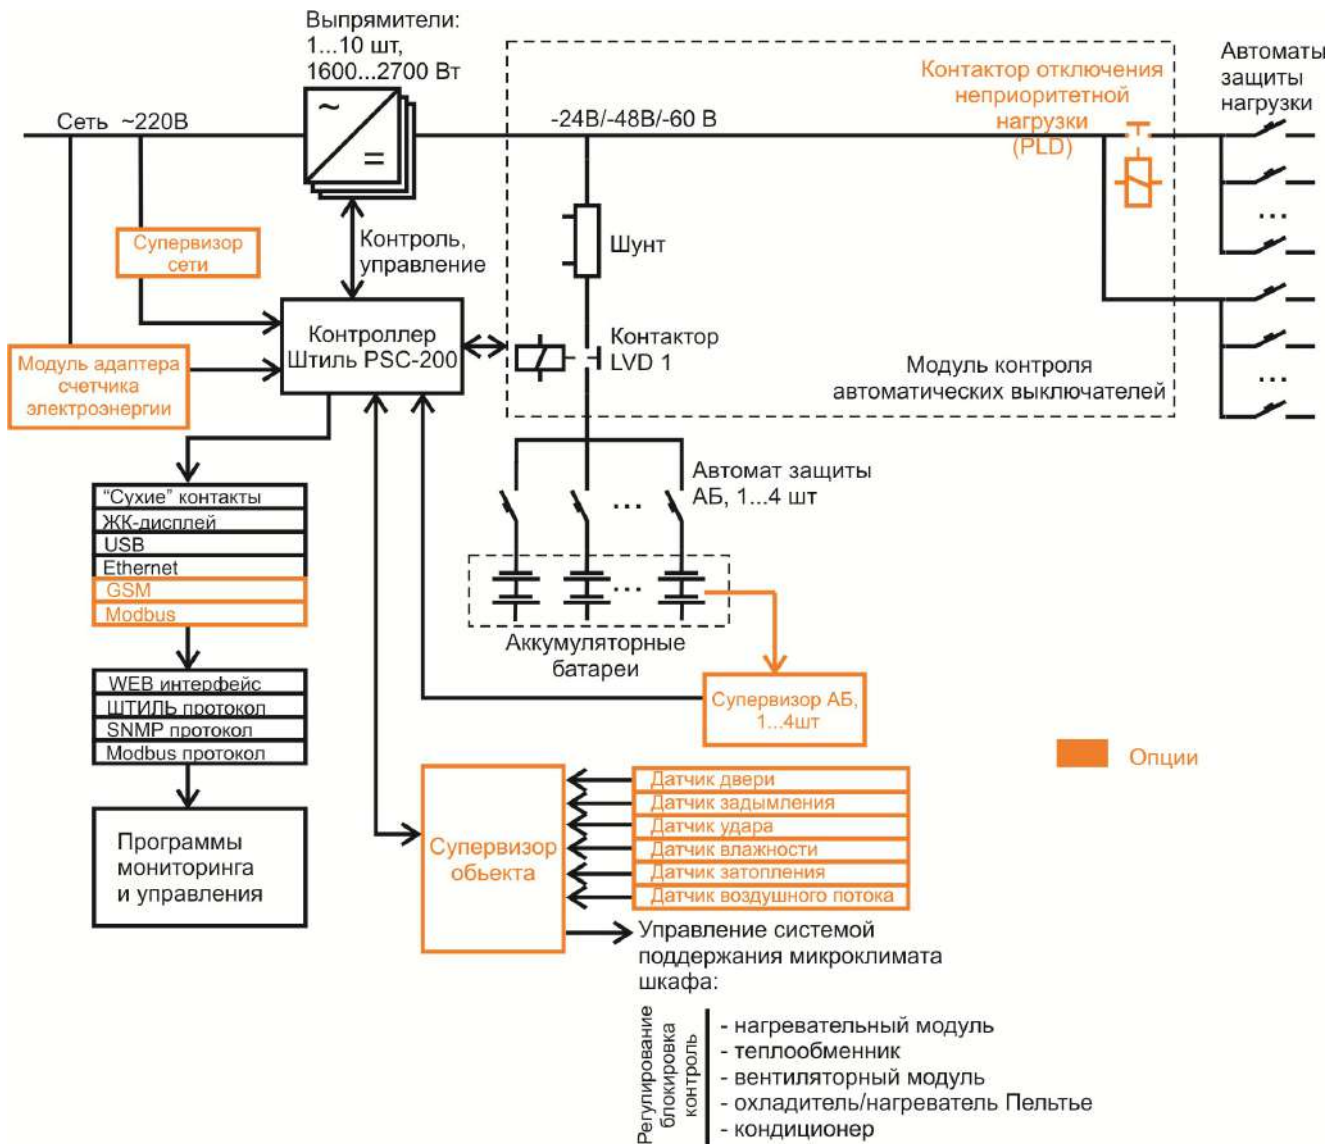 Выпрямители:
1...10 шт,
1600...2700 Вт
Сеть ~220В
~
=
-24В/-48В/-60 В
Контактор отключения
неприоритетной
нагрузки
(PLD)
Автоматы
защиты
нагрузки
...
...
Супервизор
сети
Контроль,
управление
Шунт
Контроллер
Штиль PSC-200
Контактор
LVD 1
Модуль контроля
автоматических выключателей
Модуль адаптера
счетчика
электроэнергии
"Сухие" контакты
ЖК-дисплей
USB
Ethernet
GSM
Modbus
Автомат защиты
АБ, 1...4 шт
...
...
Аккумуляторные
батареи
WEB интерфейс
ШТИЛЬ протокол
SNMP протокол
Modbus протокол
Супервизор АБ,
1...4шт
Опции
Программы
мониторинга
и управления
Супервизор
обьекта
Датчик двери
Датчик задымления
Датчик удара
Датчик влажности
Датчик затопления
Датчик воздушного потока
Управление системой
поддержания микроклимата
шкафа:
Регулирование
блокировка
контроль
- нагревательный модуль
- теплообменник
- вентиляторный модуль
- охладитель/нагреватель Пельтье
- кондиционер